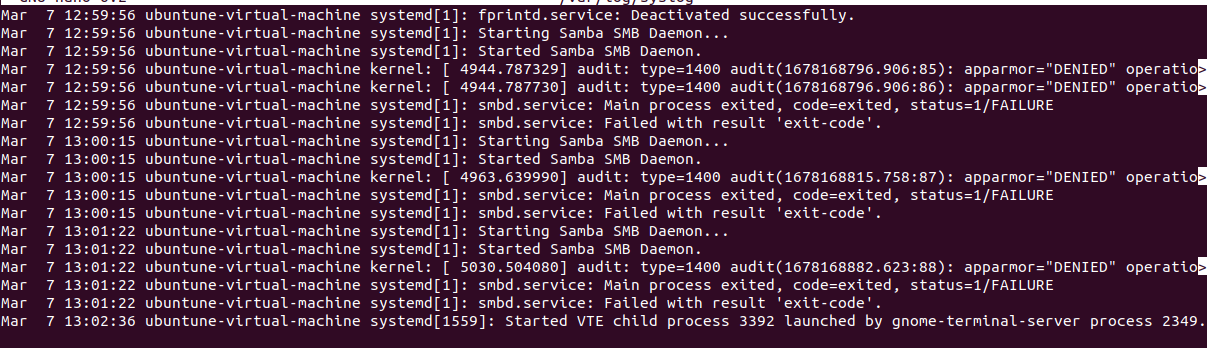 Mar  7 12:59:56 ubuntune-virtual-machine systemd[1]: fprintd.service: Deactivated successfully.
Mar  7 12:59:56 ubuntune-virtual-machine systemd[1]: Starting Samba SMB Daemon...
Mar  7 12:59:56 ubuntune-virtual-machine systemd[1]: Started Samba SMB Daemon.
Mar  7 12:59:56 ubuntune-virtual-machine kernel: [ 4944.787329] audit: type=1400 audit(1678168796.906:85): apparmor="DENIED" operatio>
Mar  7 12:59:56 ubuntune-virtual-machine kernel: [ 4944.787730] audit: type=1400 audit(1678168796.906:86): apparmor="DENIED" operatio>
Mar  7 12:59:56 ubuntune-virtual-machine systemd[1]: smbd.service: Main process exited, code=exited, status=1/FAILURE
Mar  7 12:59:56 ubuntune-virtual-machine systemd[1]: smbd.service: Failed with result 'exit-code'.
Mar  7 13:00:15 ubuntune-virtual-machine systemd[1]: Starting Samba SMB Daemon...
Mar  7 13:00:15 ubuntune-virtual-machine systemd[1]: Started Samba SMB Daemon.
Mar  7 13:00:15 ubuntune-virtual-machine kernel: [ 4963.639990] audit: type=1400 audit(1678168815.758:87): apparmor="DENIED" operatio>
Mar  7 13:00:15 ubuntune-virtual-machine systemd[1]: smbd.service: Main process exited, code=exited, status=1/FAILURE
Mar  7 13:00:15 ubuntune-virtual-machine systemd[1]: smbd.service: Failed with result 'exit-code'.
Mar  7 13:01:22 ubuntune-virtual-machine systemd[1]: Starting Samba SMB Daemon...
Mar  7 13:01:22 ubuntune-virtual-machine systemd[1]: Started Samba SMB Daemon.
Mar  7 13:01:22 ubuntune-virtual-machine kernel: [ 5030.504080] audit: type=1400 audit(1678168882.623:88): apparmor="DENIED" operatio>
Mar  7 13:01:22 ubuntune-virtual-machine systemd[1]: smbd.service: Main process exited, code=exited, status=1/FAILURE
Mar  7 13:01:22 ubuntune-virtual-machine systemd[1]: smbd.service: Failed with result 'exit-code'.
Mar  7 13:02:36 ubuntune-virtual-machine systemd[1559]: Started VTE child process 3392 launched by gnome-terminal-server process 2349.